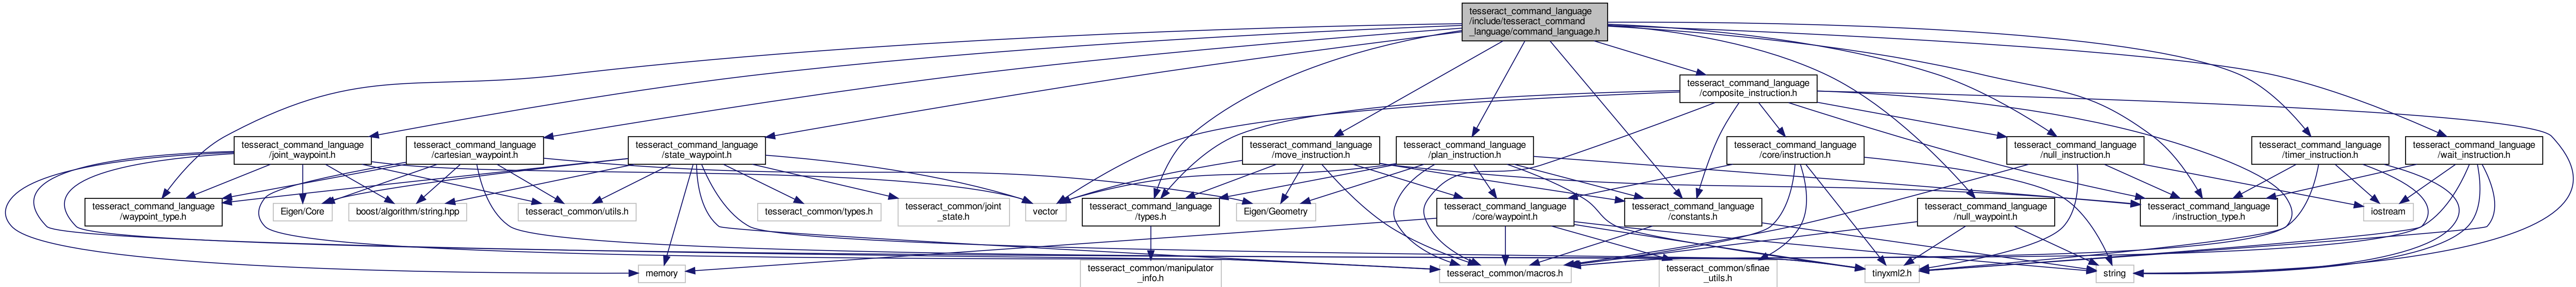 tesseract_command_language
/include/tesseract_command
_language/command_language.h
tesseract_command_language
/composite_instruction.h
tesseract_command_language
/joint_waypoint.h
tesseract_command_language
/cartesian_waypoint.h
tesseract_command_language
/state_waypoint.h
tesseract_command_language
/move_instruction.h
tesseract_command_language
/plan_instruction.h
tesseract_command_language
/core/instruction.h
tesseract_command_language
/null_instruction.h
tesseract_command_language
/timer_instruction.h
tesseract_command_language
/wait_instruction.h
tesseract_command_language
/waypoint_type.h
Eigen/Core
boost/algorithm/string.hpp
tesseract_common/utils.h
tesseract_common/types.h
tesseract_common/joint
_state.h
vector
tesseract_command_language
/types.h
Eigen/Geometry
tesseract_command_language
/core/waypoint.h
tesseract_command_language
/constants.h
tesseract_command_language
/null_waypoint.h
tesseract_command_language
/instruction_type.h
iostream
memory
tesseract_common/macros.h
tesseract_common/manipulator
_info.h
tesseract_common/sfinae
_utils.h
tinyxml2.h
string